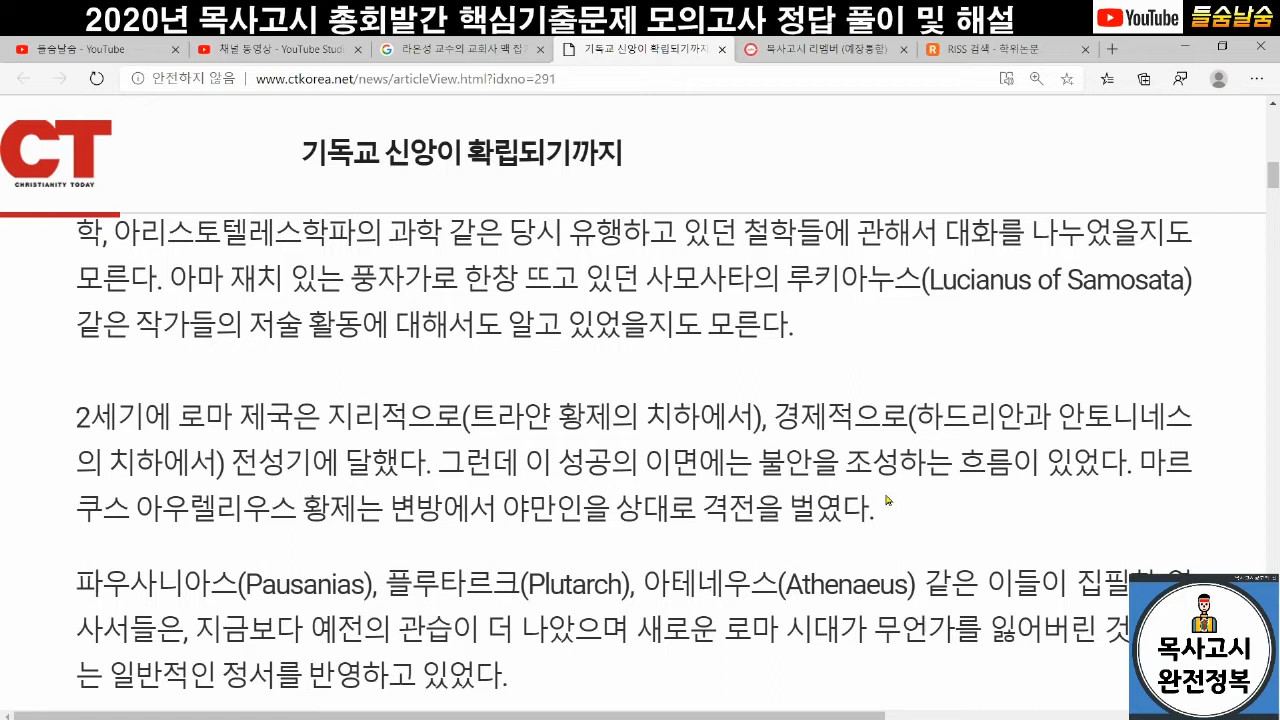 2020년 목사고시 총회발간 핵심기출문제 모의고사 정답 풀이 및 해설
YouTube 들숨날숨
들숨날숨 - YouTube
채널 동영상 - YouTube Studi
라은성 교수의 교회사 맥 잡기
기독교 신앙이 확립되기까지
목사고시 리멤버 (예장통합)
RISS 검색 - 학위논문
안전하지 않음 | www.ctkorea.net/news/articleView.html?idxno=291
CT
CHRISTIANITY TODAY
기독교 신앙이 확립되기까지
학, 아리스토텔레스학파의 과학 같은 당시 유행하고 있던 철학들에 관해서 대화를 나누었을지도
모른다. 아마 재치 있는 풍자가로 한창 뜨고 있던 사모사타의 루키아누스(Lucianus of Samosata)
같은 작가들의 저술 활동에 대해서도 알고 있었을지도 모른다.
2세기에 로마 제국은 지리적으로(트라얀 황제의 치하에서), 경제적으로(하드리안과 안토니네스
의 치하에서) 전성기에 달했다. 그런데 이 성공의 이면에는 불안을 조성하는 흐름이 있었다. 마르
쿠스 아우렐리우스 황제는 변방에서 야만인을 상대로 격전을 벌였다.
파우사니아스(Pausanias), 플루타르크(Plutarch), 아테네우스(Athenaeus) 같은 이들이
사서들은, 지금보다 예전의 관습이 더 나았으며 새로운 로마 시대가 무언가를 잃어버린 것
는 일반적인 정서를 반영하고 있었다.
목사고시
완전정복